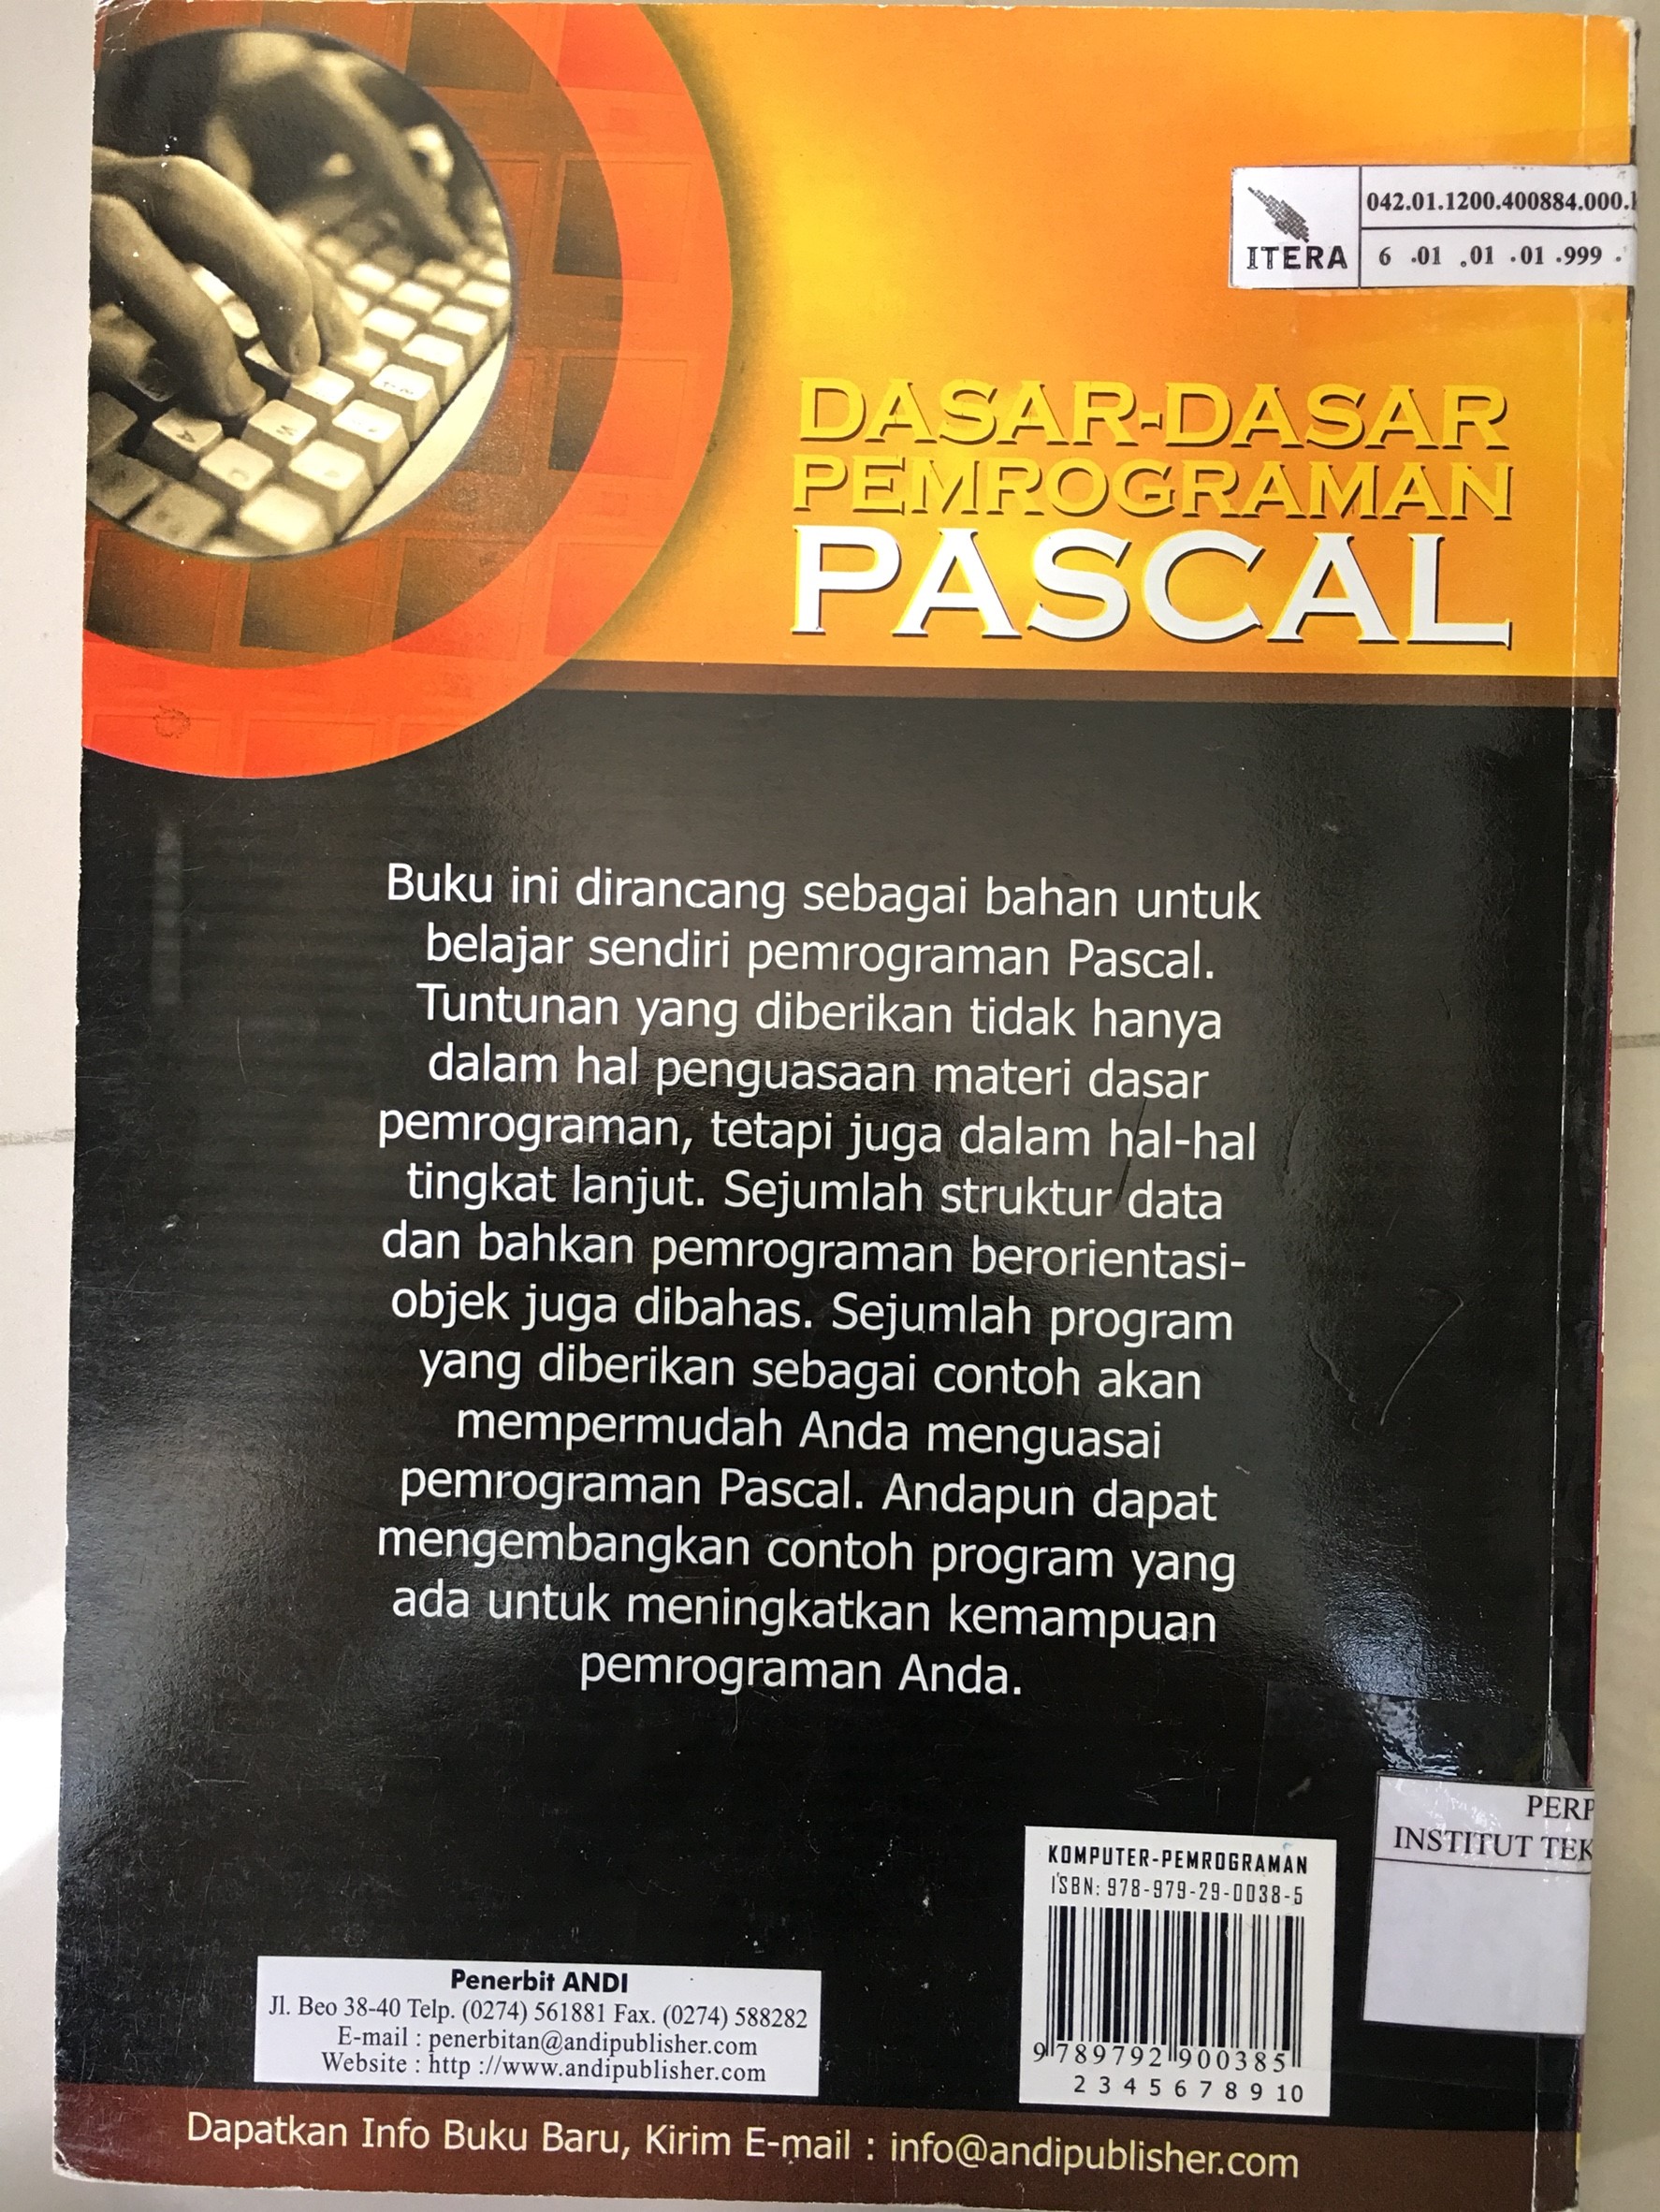 042.01.1200.400884.000.
ITERA
6 .01 .01 .01 .999 .
DASAR-DASAR
PEMROGRAMAN
PASCAL
Buku ini dirancang sebagai bahan untuk
belajar sendiri pemrograman Pascal.
Tuntunan yang diberikan tidak hanya
dalam hal penguasaan materi dasar
pemrograman, tetapi juga dalam hal-hal
tingkat lanjut. Sejumlah struktur data
dan bahkan pemrograman berorientasi-
objek juga dibahas. Sejumlah program
yang diberikan sebagai contoh akan
mempermudah Anda menguasai
pemrograman Pascal. Andapun dapat
mengembangkan contoh program yang
ada untuk meningkatkan kemampuan
pemrograman Anda.
PERP
INSTITUT TEK
KOMPUTER-PEMROGRAMAN
ISBN: 978-979-29-0038-5
9 789792 900385
2 3 4 5 6 7 8 9 10
Penerbit ANDI
Jl. Beo 38-40 Telp. (0274) 561881 Fax. (0274) 588282
E-mail : penerbitan@andipublisher.com
Website : http ://www.andipublisher.com
Dapatkan Info Buku Baru, Kirim E-mail : info@andipublisher.com